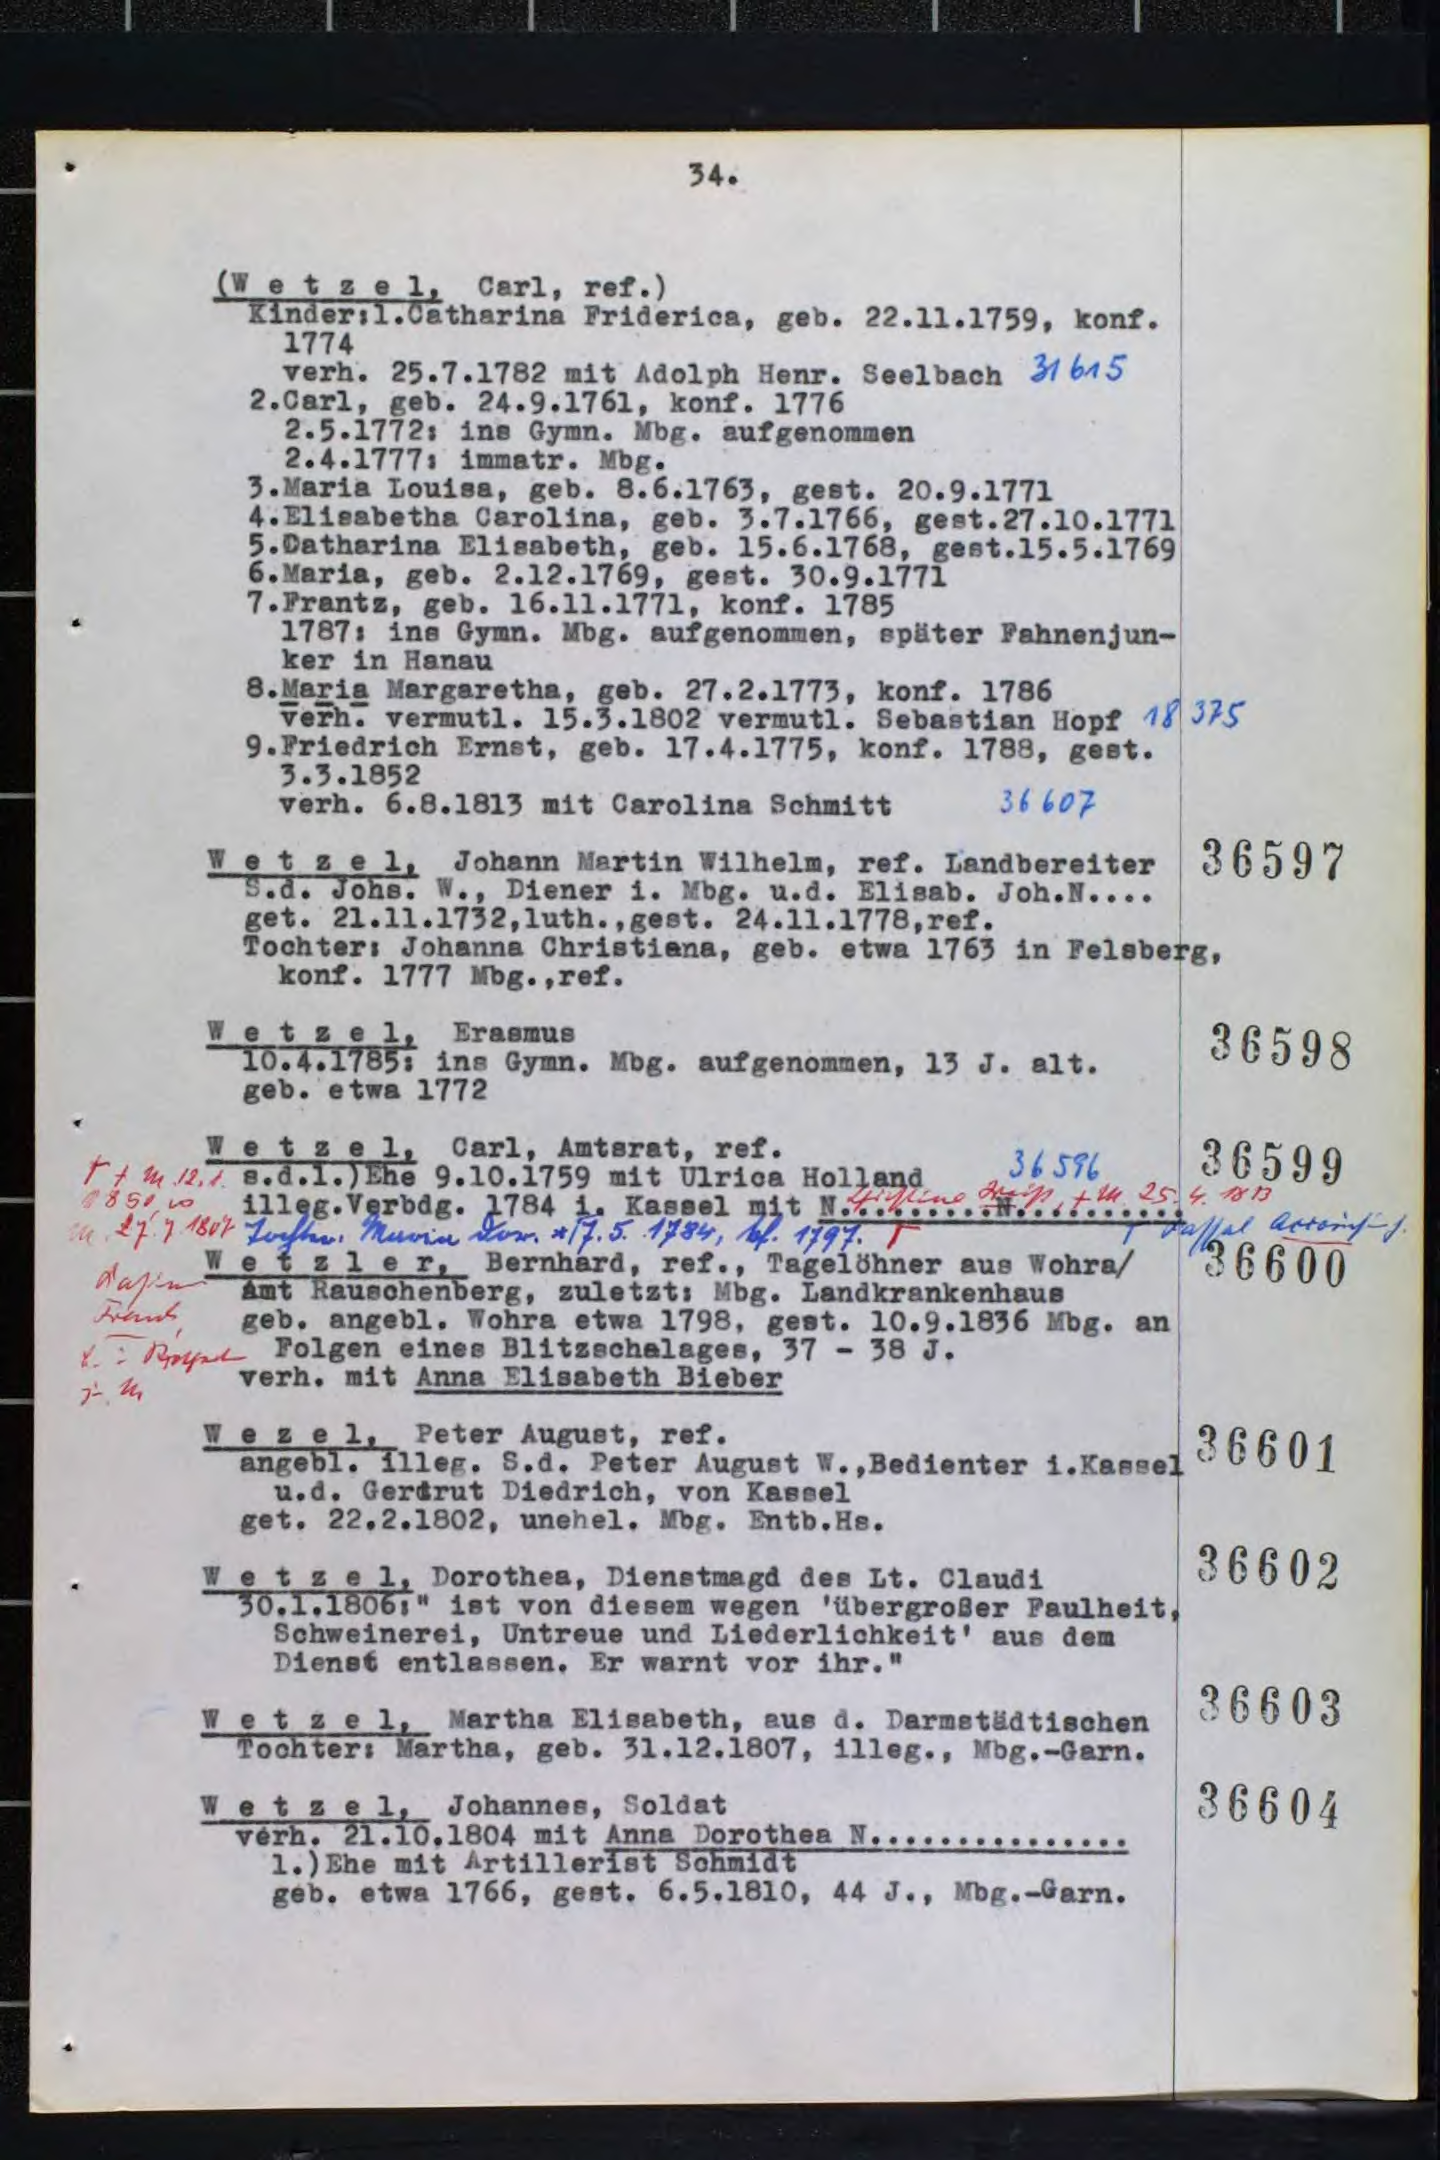 34.
(W e t z e l, Carl, ref.)
Kinder:1.Catharina Friderica, geb. 22.11.1759, konf.
1774
verh. 25.7.1782 mit Adolph Henr. Seelbach 31615
2.Carl, geb. 24.9.1761, konf. 1776
2.5.1772: ins Gymn. Mbg. aufgenommen
2.4.1777: immatr. Mbg.
3.Maria Louisa, geb. 8.6.1763, gest. 20.9.1771
4.Elisabetha Carolina, geb. 3.7.1766, gest.27.10.1771
5.Catharina Elisabeth, geb. 15.6.1768, gest.15.5.1769
6.Maria, geb. 2.12.1769, gest. 30.9.1771
7.Frantz, geb. 16.11.1771, konf. 1785
1787: ins Gymn. Mbg. aufgenommen, später Fahnenjun-
ker in Hanau
8.Maria Margaretha, geb. 27.2.1773, konf. 1786
verh. vermutl. 15.3.1802 vermutl. Sebastian Hopf 18375
9.Friedrich Ernst, geb. 17.4.1775, konf. 1788, gest.
3.3.1852
verh. 6.8.1813 mit Carolina Schmitt 36607
W e t z e l, Johann Martin Wilhelm, ref. Landbereiter 36597
S.d. Johs. W., Diener i. Mbg. u.d. Elisab. Joh.N....
get. 21.11.1732,luth.,gest. 24.11.1778,ref.
Tochter: Johanna Christiana, geb. etwa 1763 in Felsberg,
konf. 1777 Mbg.,ref.
W e t z e l, Erasmus 36598
10.4.1785: ins Gymn. Mbg. aufgenommen, 13 J. alt.
geb. etwa 1772
W e t z e l, Carl, Amtsrat, ref. 36599
s.d.1.)Ehe 9.10.1759 mit Ulrica Holland 36596
illeg.Verbdg. 1784 i. Kassel mit N..........N..........
Maria Dor. *17.5. 1784, kf. 1797.
W e t z l e r, Bernhard, ref., Tagelöhner aus Wohra/ 36600
Amt Rauschenberg, zuletzt: Mbg. Landkrankenhaus
geb. angebl. Wohra etwa 1798, gest. 10.9.1836 Mbg. an
Folgen eines Blitzschalages, 37 - 38 J.
verh. mit Anna Elisabeth Bieber
W e z e l, Peter August, ref. 36601
angebl. illeg. S.d. Peter August W.,Bedienter i.Kassel
u.d. Gerdrut Diedrich, von Kassel
get. 22.2.1802, unehel. Mbg. Entb.Hs.
W e t z e l, Dorothea, Dienstmagd des Lt. Claudi 36602
30.1.1806:" ist von diesem wegen 'übergroßer Faulheit,
Schweinerei, Untreue und Liederlichkeit' aus dem
Dienst entlassen. Er warnt vor ihr."
W e t z e l, Martha Elisabeth, aus d. Darmstädtischen 36603
Tochter: Martha, geb. 31.12.1807, illeg., Mbg.-Garn.
W e t z e l, Johannes, Soldat 36604
verh. 21.10.1804 mit Anna Dorothea N...............
1.)Ehe mit Artillerist Schmidt
geb. etwa 1766, gest. 6.5.1810, 44 J., Mbg.-Garn.